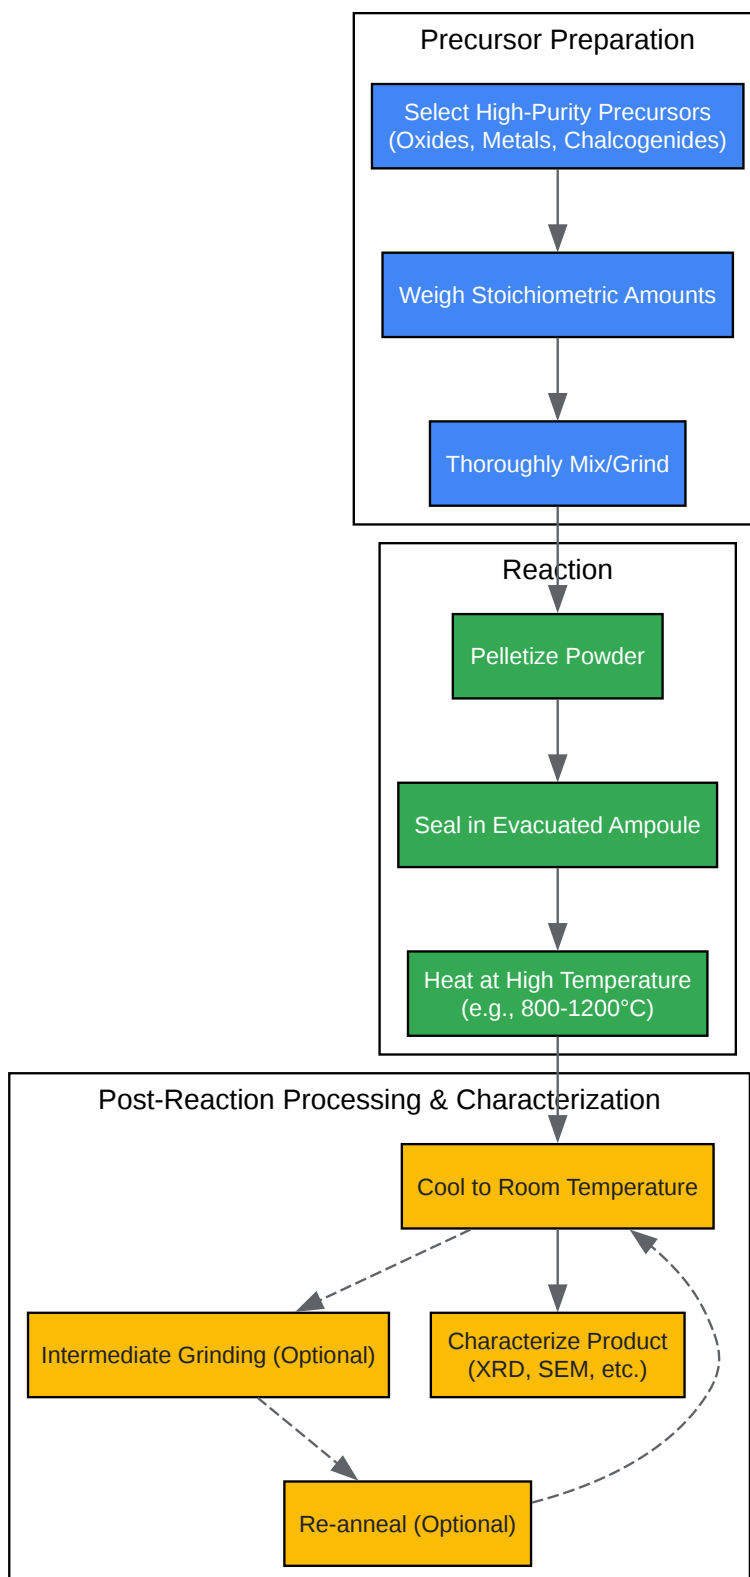 Precursor Preparation
Select High-Purity Precursors
(Oxides, Metals, Chalcogenides)
Weigh Stoichiometric Amounts
Thoroughly Mix/Grind
Reaction
Pelletize Powder
Seal in Evacuated Ampoule
Heat at High Temperature
(e.g., 800-1200°C)
Post-Reaction Processing & Characterization
Cool to Room Temperature
Intermediate Grinding (Optional)
Characterize Product
(XRD, SEM, etc.)
Re-anneal (Optional)